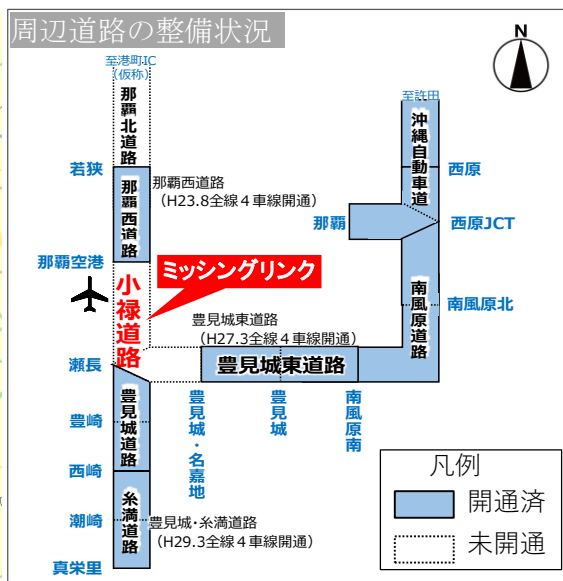 周辺道路の整備状況
N
至港町IC
(仮称)
至許田
那覇北道路
沖縄自動車道
若狭
西原
那覇西道路
那覇西道路
(H23.8全線4車線開通)
那覇
西原JCT
那覇空港
ミッシングリンク
小禄道路
南風原道路
南風原北
豊見城東道路
(H27.3全線4車線開通)
豊見城東道路
瀬長
豊見城道路
豊見城・名嘉地
豊見城
南風原南
豊崎
西崎
糸満道路
潮崎
豊見城・糸満道路
(H29.3全線4車線開通)
真栄里
凡例
開通済
未開通